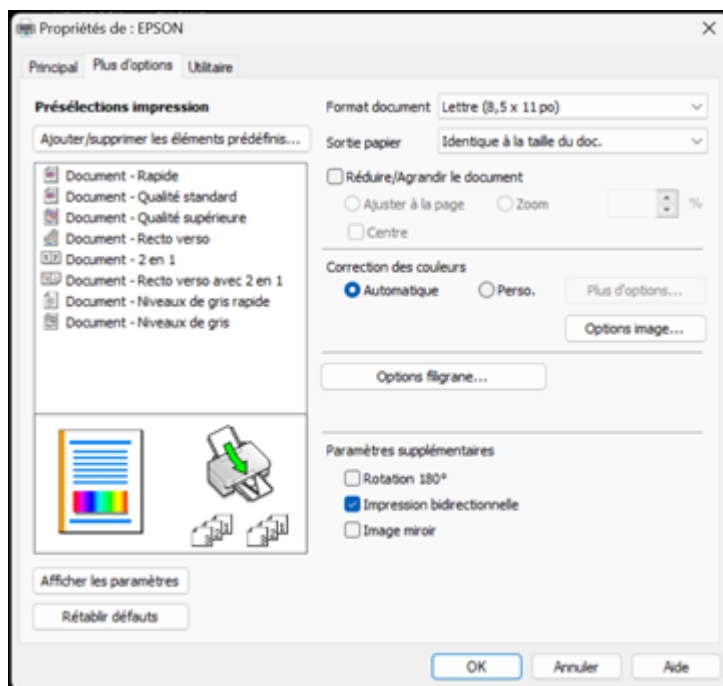 Propriétés de : EPSON
Principal
Plus d'options
Utilitaire
Présélections impression
Ajouter/supprimer les éléments prédéfinis...
Document - Rapide
Document - Qualité standard
Document - Qualité supérieure
Document - Recto verso
Document - 2 en 1
Document - Recto verso avec 2 en 1
Document - Niveaux de gris rapide
Document - Niveaux de gris
Afficher les paramètres
Rétablir défauts
Format document Lettre (8,5 x 11 po)
Sortie papier Identique à la taille du doc.
Réduire/Agrandir le document
Ajuster à la page Zoom %
Centre
Correction des couleurs
Automatique Perso. Plus d'options...
Options image...
Options filigrane...
Paramètres supplémentaires
Rotation 180°
Impression bidirectionnelle
Image miroir
OK Annuler Aide